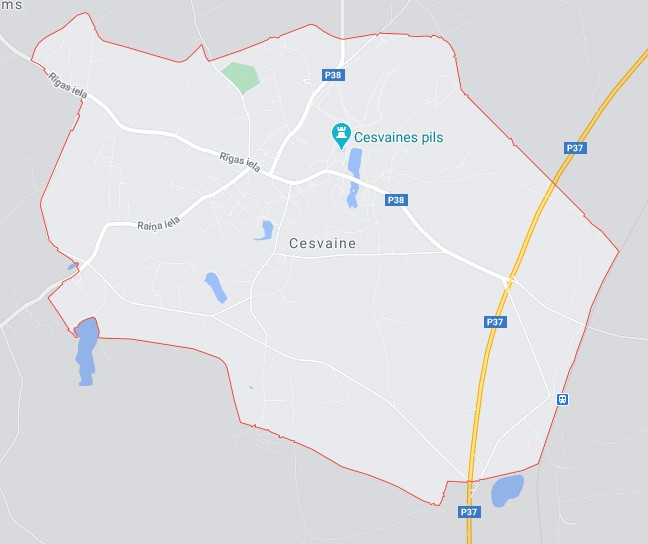 ms
P38
Rīgas iela
Cesvaines pils
P37
Rīgas iela
P38
Raiņa iela
Cesvaine
P37
P37